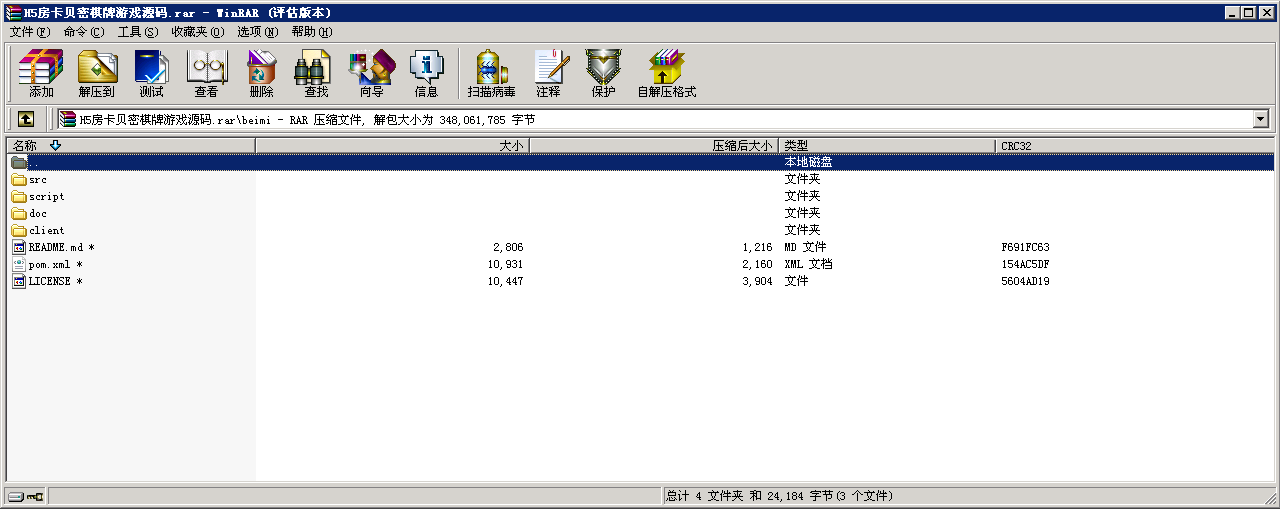 H5房卡贝密棋牌游戏源码.rar - WinRAR (评估版本)
文件(F) 命令(C) 工具(S) 收藏夹(O) 选项(N) 帮助(H)
添加 解压到 测试 查看 删除 查找 向导 信息 扫描病毒 注释 保护 自解压格式
H5房卡贝密棋牌游戏源码.rar\beimi - RAR 压缩文件, 解包大小为 348,061,785 字节
名称 大小 压缩后大小 类型 CRC32
.. 本地磁盘
src 文件夹
script 文件夹
doc 文件夹
client 文件夹
README.md * 2,806 1,216 MD 文件 F691FC63
pom.xml * 10,931 2,160 XML 文档 154AC5DF
LICENSE * 10,447 3,904 文件 5604AD19
总计 4 文件夹 和 24,184 字节(3 个文件)